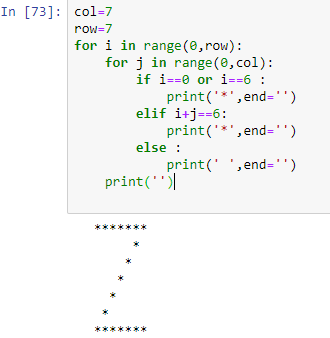 In [73]: col=7
row=7
for i in range(0,row):
    for j in range(0,col):
        if i==0 or i==6 :
            print('*',end='')
        elif i+j==6:
            print('*',end='')
        else :
            print(' ',end='')
    print('')
*******
     *
    *
   *
  *
 *
*******